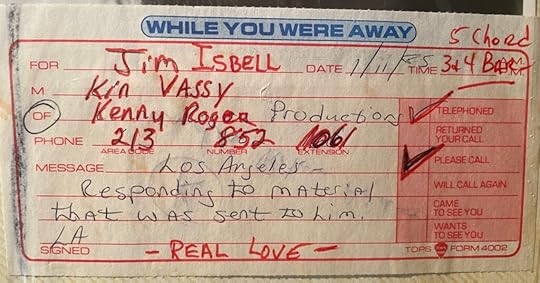 WHILE YOU WERE AWAY
5 Chord
FOR Jim Isbell DATE 1/11/85 TIME 3&4 Bar
M Kin Vassy
OF Kenny Roger Productions TELEPHONED
RETURNED YOUR CALL
PHONE 213 852 1061
AREA CODE NUMBER EXTENSION
PLEASE CALL
MESSAGE Los Angeles –
WILL CALL AGAIN
Responding to material
that was sent to him.
CAME TO SEE YOU
LA
WANTS TO SEE YOU
SIGNED – REAL LOVE –
TOPS FORM 4002